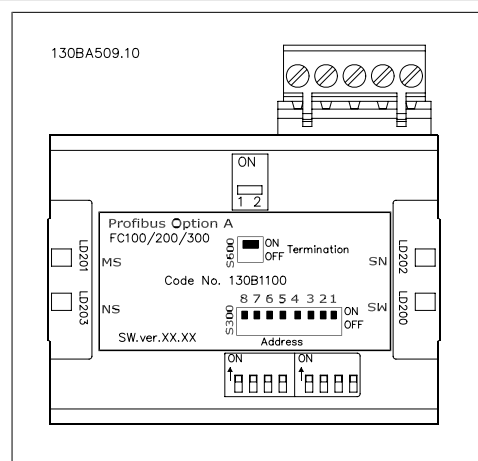 130BA509.10
ON
1 2
Profibus Option A
FC100/200/300
S600
ON
OFF
Termination
LD201
MS
LD202
SN
Code No. 130B1100
LD203
NS
S300
8 7 6 5 4 3 2 1
ON
OFF
SW
LD200
SW.ver.XX.XX
Address
ON
ON